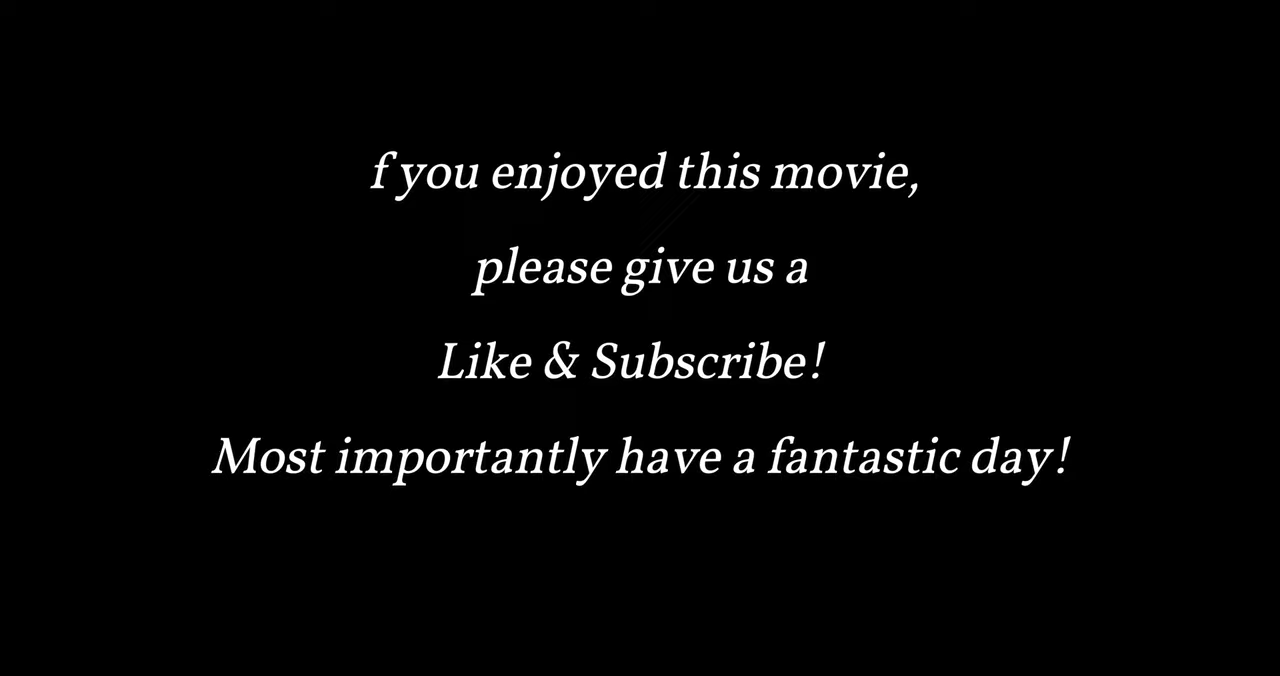 f you enjoyed this movie,
please give us a
Like & Subscribe!
Most importantly have a fantastic day!